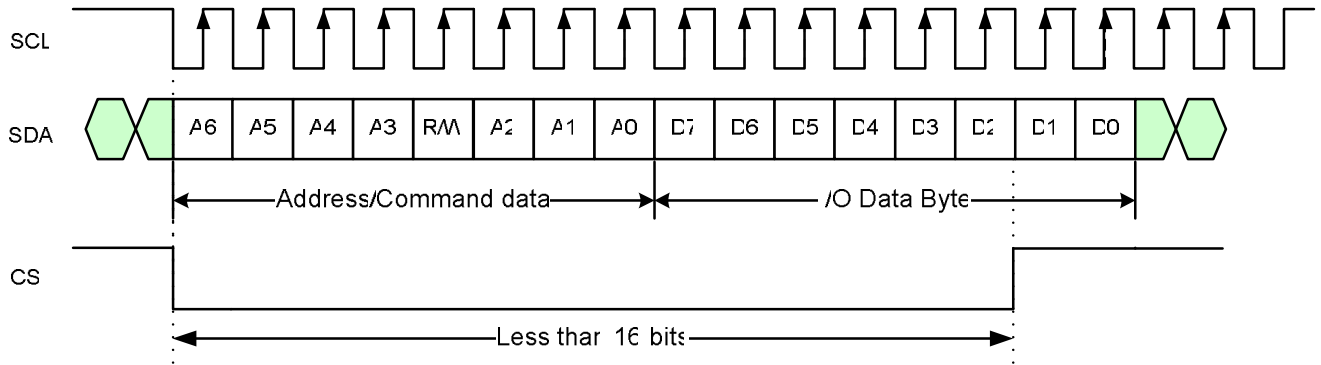 SCL
SDA A6 A5 A4 A3 R/W A2 A1 A0 D7 D6 D5 D4 D3 D2 D1 D0
Address/Command data I/O Data Byte
CS
Less than 16 bits